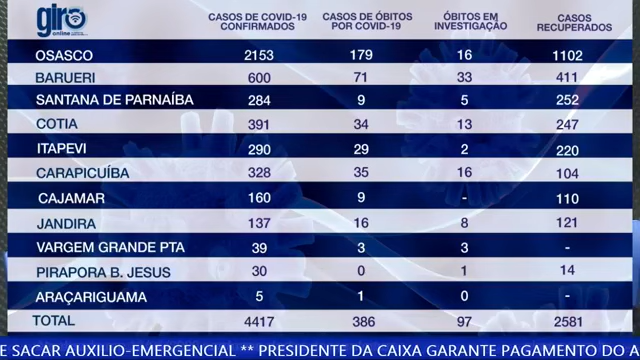 giro
online
CASOS DE COVID-19 CASOS DE ÓBITOS ÓBITOS EM CASOS
CONFIRMADOS POR COVID-19 INVESTIGAÇÃO RECUPERADOS
OSASCO 2153 179 16 1102
BARUERI 600 71 33 411
SANTANA DE PARNAÍBA 284 9 5 252
COTIA 391 34 13 247
ITAPEVI 290 29 2 220
CARAPICUÍBA 328 35 16 104
CAJAMAR 160 9 - 110
JANDIRA 137 16 8 121
VARGEM GRANDE PTA 39 3 3 -
PIRAPORA B. JESUS 30 0 1 14
ARAÇARIGUAMA 5 1 0 -
TOTAL 4417 386 97 2581
E SACAR AUXILIO-EMERGENCIAL ** PRESIDENTE DA CAIXA GARANTE PAGAMENTO DO A